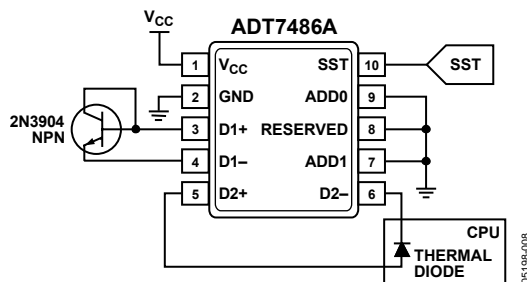 ADT7486A
VCC
1 VCC SST 10
SST
2 GND ADD0 9
2N3904
NPN
3 D1+ RESERVED 8
4 D1– ADD1 7
5 D2+ D2– 6
CPU
THERMAL
DIODE
05198-008